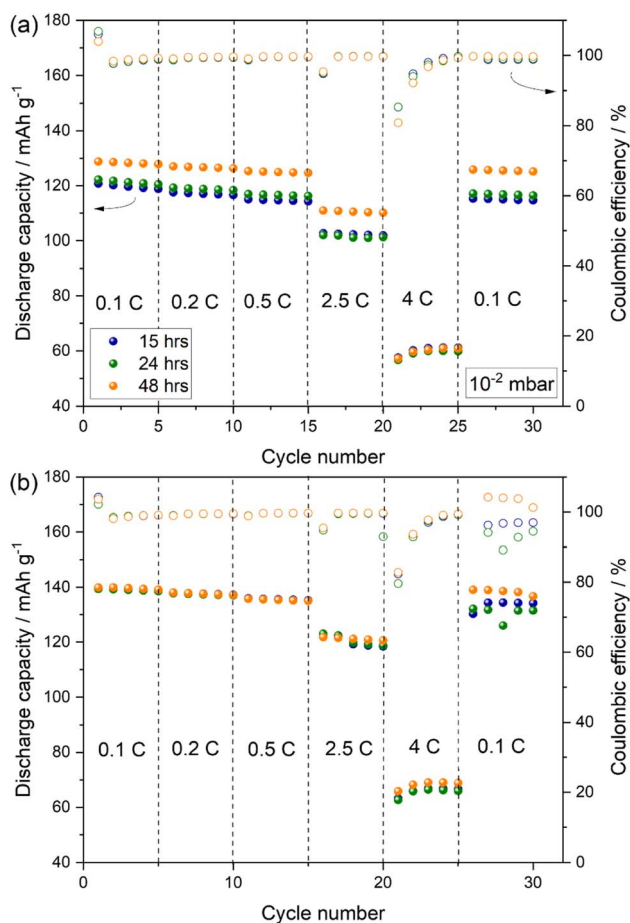 (a)
180
160
140
120
100
80
60
40
Discharge capacity / mAh g⁻¹
100
80
60
40
20
0
Coulombic efficiency / %
0.1 C 0.2 C 0.5 C 2.5 C 4 C 0.1 C
15 hrs
24 hrs
48 hrs
10⁻² mbar
0 5 10 15 20 25 30
Cycle number
(b)
180
160
140
120
100
80
60
40
Discharge capacity / mAh g⁻¹
100
80
60
40
20
0
Coulombic efficiency / %
0.1 C 0.2 C 0.5 C 2.5 C 4 C 0.1 C
0 5 10 15 20 25 30
Cycle number